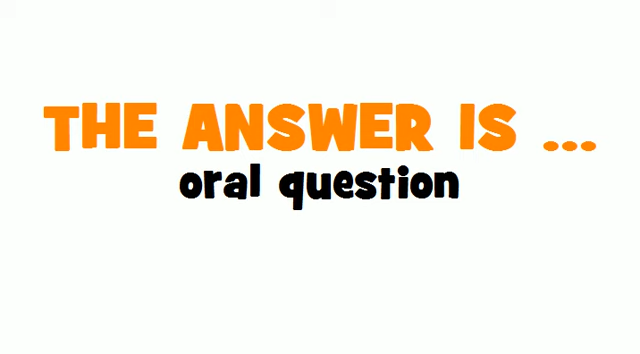 THE ANSWER IS ...
oral question